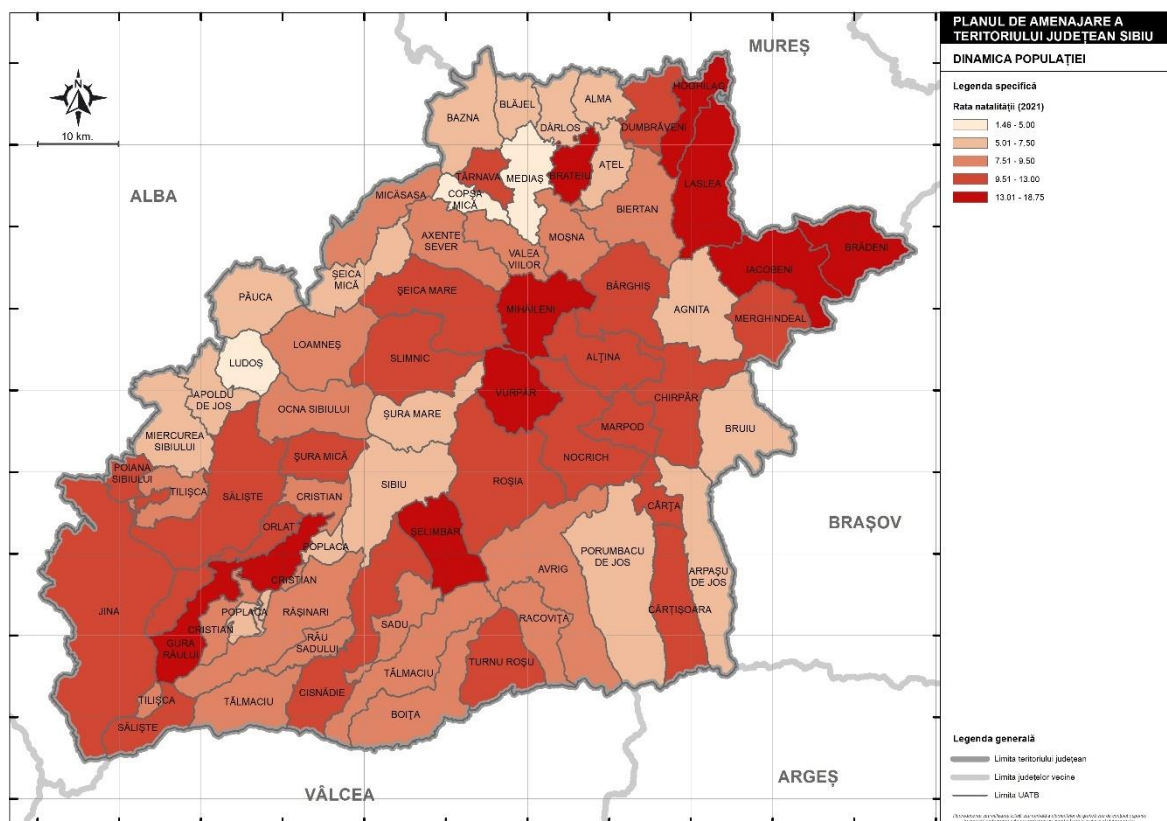 PLANUL DE AMENAJARE A
TERITORIULUI JUDEȚEAN SIBIU
DINAMICA POPULAȚIEI
Legenda specifică
Rata natalității (2021)
1.46 - 5.00
5.01 - 7.50
7.51 - 9.50
9.51 - 13.00
13.01 - 18.75
N
10 km.
MUREȘ
ALBA
BRAȘOV
ARGEȘ
VÂLCEA
HOGHILAG
ALMA
BLĂJEL
BAZNA
DÂRLOS
DUMBRĂVENI
AȚEL
TÂRNAVA
MEDIAȘ
BRATEIU
LASLEA
COPȘA
MICĂ
MICĂSASA
BIERTAN
AXENTE
SEVER
MOȘNA
VALEA
VIILOR
BRĂDENI
IACOBENI
ȘEICA
MICĂ
ȘEICA MARE
BÂRGHIȘ
PĂUCA
MIHAILENI
AGNITA
MERGHINDEAL
LOAMNEȘ
SLIMNIC
ALȚINA
LUDOȘ
VURPĂR
CHIRPĂR
APOLDU
DE JOS
OCNA SIBIULUI
ȘURA MARE
MARPOD
BRUIU
MIERCUREA
SIBIULUI
NOCRICH
ȘURA MICĂ
POIANA
SIBIULUI
ROȘIA
SIBIU
TILIȘCA
SĂLIȘTE
CRISTIAN
CÂRȚA
ORLAT
ȘELIMBĂR
POPLACA
PORUMBACU
DE JOS
AVRIG
ARPAȘU
DE JOS
CRISTIAN
JINA
POPLACA
RĂȘINARI
CÂRȚIȘOARA
RACOVIȚA
SADU
CRISTIAN
RÂU
SADULUI
GURA
RÂULUI
TURNU ROȘU
TĂLMACIU
CISNĂDIE
TILIȘCA
TĂLMACIU
BOIȚA
SĂLIȘTE
Legenda generală
Limita teritoriului județean
Limita județelor vecine
Limita UATB